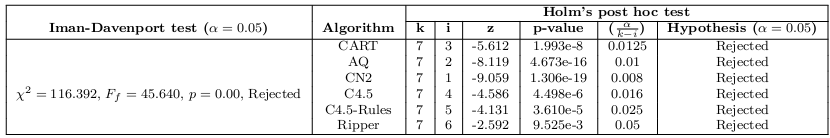 Holm's post hoc test
Iman-Davenport test (α = 0.05) Algorithm k i z p-value (α/k−i) Hypothesis (α = 0.05)
CART 7 3 -5.612 1.993e-8 0.0125 Rejected
AQ 7 2 -8.119 4.673e-16 0.01 Rejected
CN2 7 1 -9.059 1.306e-19 0.008 Rejected
χ² = 116.392, F_f = 45.640, p = 0.00, Rejected C4.5 7 4 -4.586 4.498e-6 0.016 Rejected
C4.5-Rules 7 5 -4.131 3.610e-5 0.025 Rejected
Ripper 7 6 -2.592 9.525e-3 0.05 Rejected